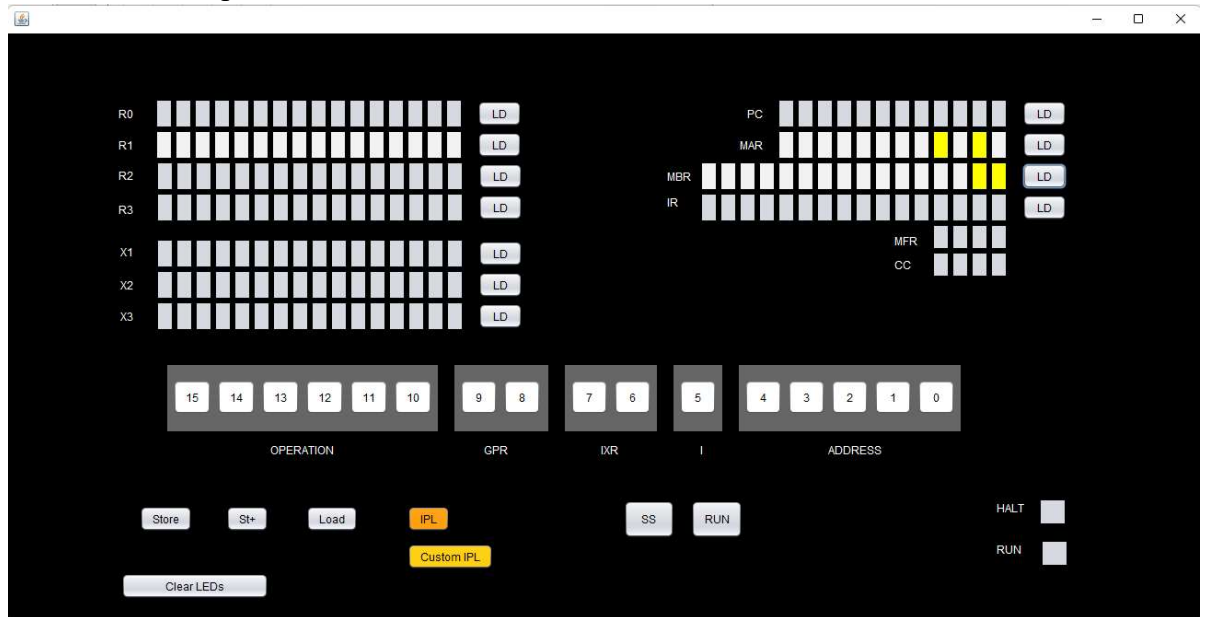 R0 LD PC LD
R1 LD MAR LD
R2 LD MBR LD
R3 LD IR LD
MFR
X1 LD CC
X2 LD
X3 LD
15 14 13 12 11 10 9 8 7 6 5 4 3 2 1 0
OPERATION GPR IXR I ADDRESS
Store St+ Load IPL SS RUN HALT
Custom IPL RUN
Clear LEDs